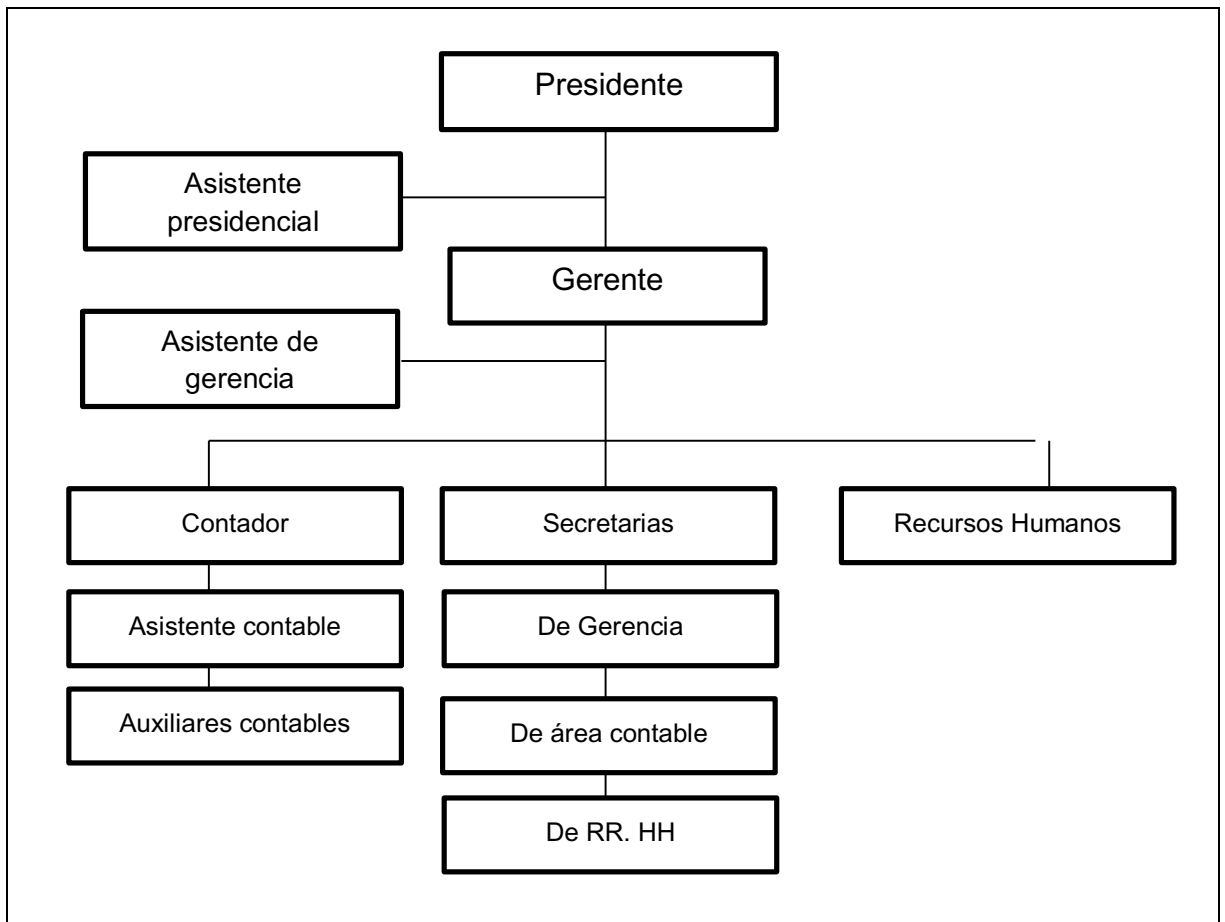 Presidente
Asistente
presidencial
Gerente
Asistente de
gerencia
Contador
Secretarias
Recursos Humanos
Asistente contable
De Gerencia
Auxiliares contables
De área contable
De RR. HH